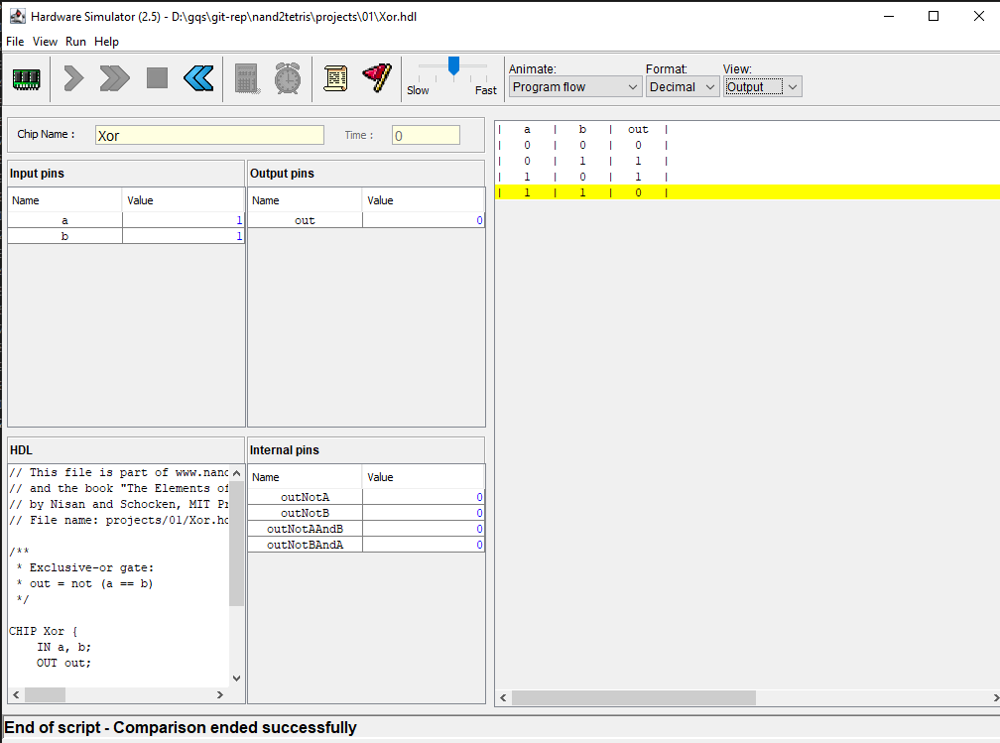 Hardware Simulator (2.5) - D:\gqs\git-rep\nand2tetris\projects\01\Xor.hdl
File View Run Help
Slow Fast
Animate: Format: View:
Program flow Decimal Output
Chip Name : Xor Time : 0
Input pins
Name Value
a 1
b 1
Output pins
Name Value
out 0
HDL
// This file is part of www.nand
// and the book "The Elements of
// by Nisan and Schocken, MIT Pr
// File name: projects/01/Xor.hd
/**
* Exclusive-or gate:
* out = not (a == b)
*/
CHIP Xor {
IN a, b;
OUT out;
Internal pins
Name Value
outNotA 0
outNotB 0
outNotAAndB 0
outNotBAndA 0
| a | b | out |
| 0 | 0 | 0 |
| 0 | 1 | 1 |
| 1 | 0 | 1 |
| 1 | 1 | 0 |
End of script - Comparison ended successfully